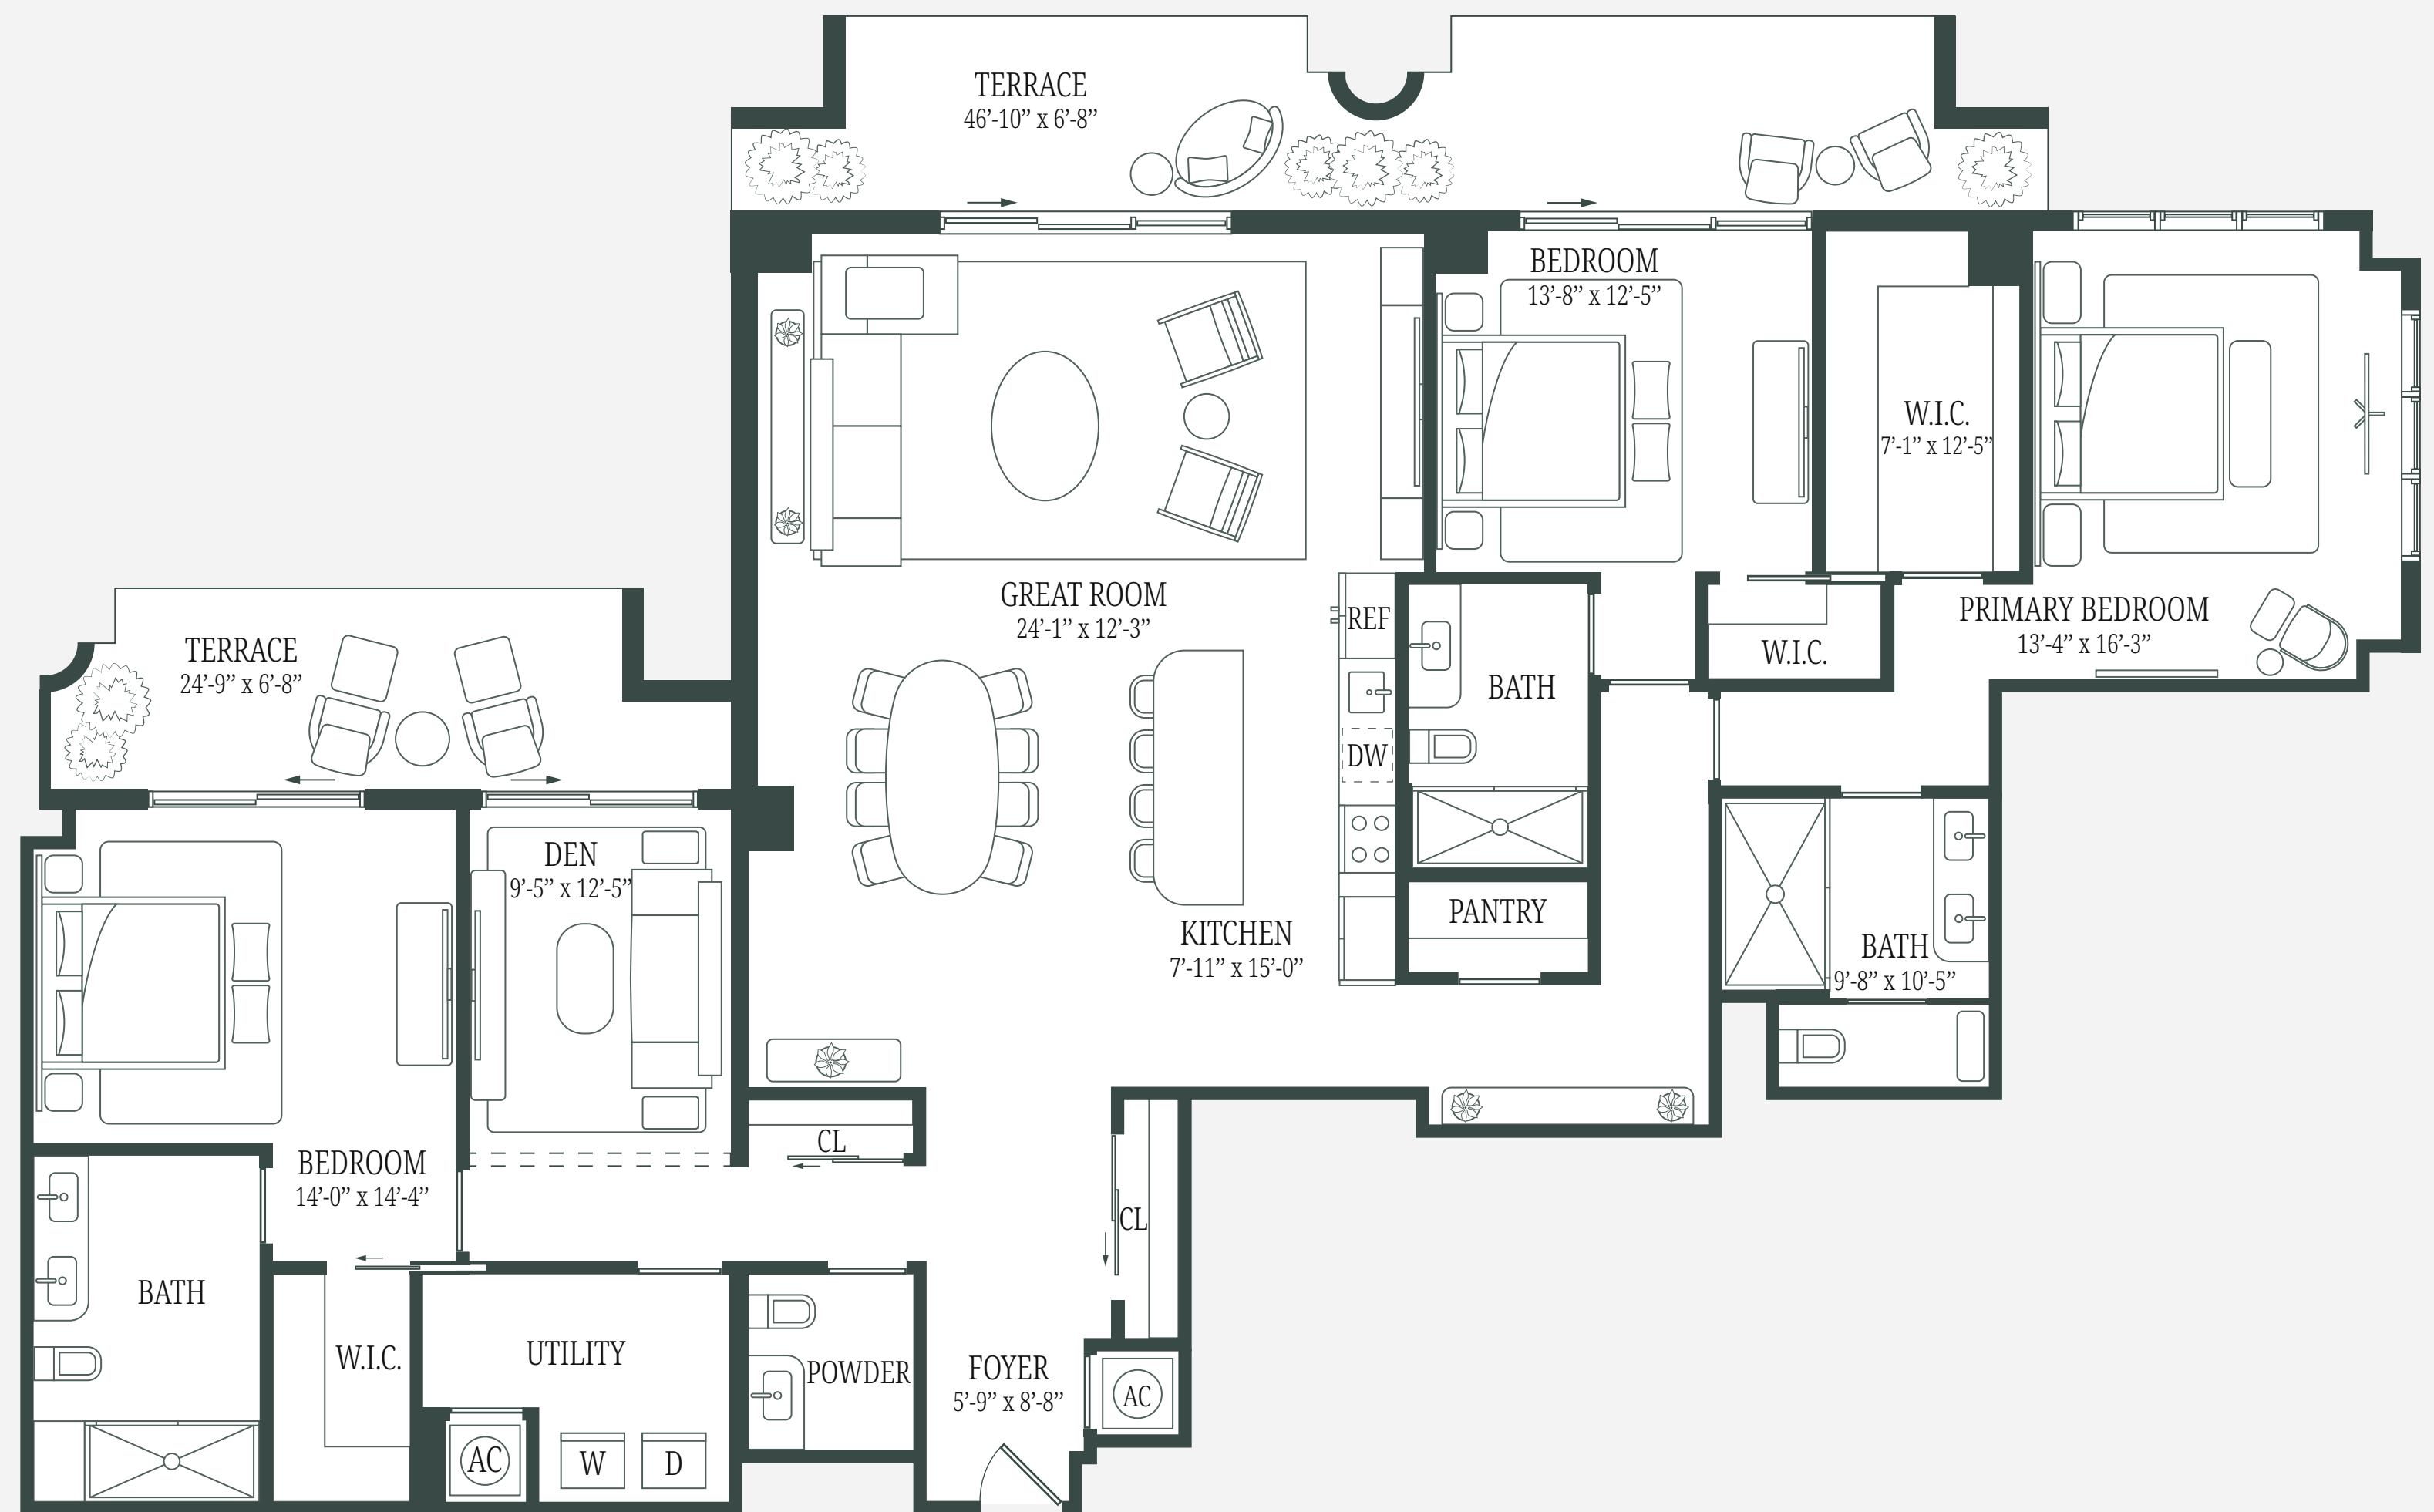 TERRACE
46’-10” x 6’-8”
BEDROOM
13’-8” x 12’-5”
W.I.C.
7’-1” x 12’-5”
GREAT ROOM
24’-1” x 12’-3”
REF
PRIMARY BEDROOM
13’-4” x 16’-3”
W.I.C.
TERRACE
24’-9” x 6’-8”
BATH
DW
DEN
9’-5” x 12’-5”
PANTRY
KITCHEN
7’-11” x 15’-0”
BATH
9’-8” x 10’-5”
CL
BEDROOM
14’-0” x 14’-4”
CL
BATH
W.I.C.
UTILITY
POWDER
FOYER
5’-9” x 8’-8”
AC
AC
W
D